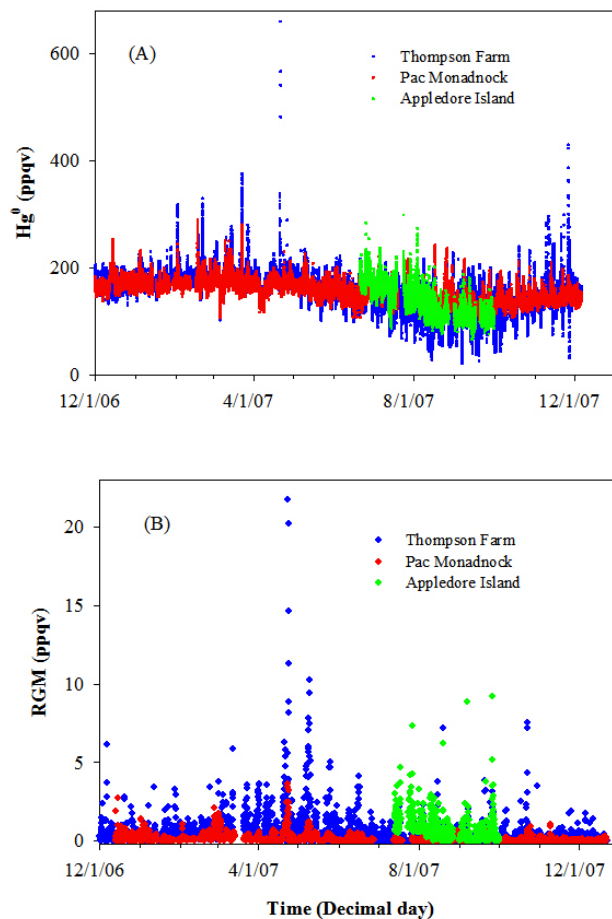 (A)
Thompson Farm
Pac Monadnock
Appledore Island
600
400
200
0
Hg⁰ (ppqv)
12/1/06 4/1/07 8/1/07 12/1/07
(B)
Thompson Farm
Pac Monadnock
Appledore Island
20
15
10
5
0
RGM (ppqv)
12/1/06 4/1/07 8/1/07 12/1/07
Time (Decimal day)